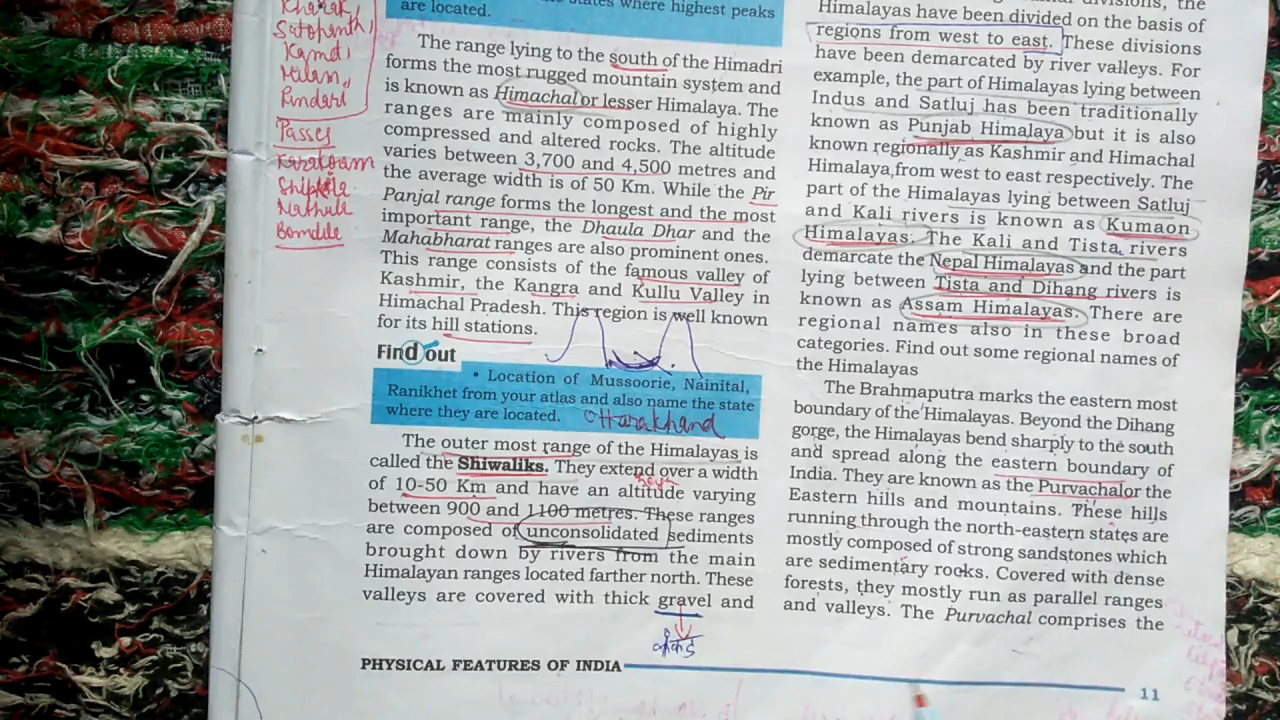 Satopanth,
Milan,
Pindari
Passes
Karakoram
Shipkila
Nathula
Bomdila
states where highest peaks
are located.
The range lying to the south of the Himadri
forms the most rugged mountain system and
is known as Himachal or lesser Himalaya. The
ranges are mainly composed of highly
compressed and altered rocks. The altitude
varies between 3,700 and 4,500 metres and
the average width is of 50 Km. While the Pir
Panjal range forms the longest and the most
important range, the Dhaula Dhar and the
Mahabharat ranges are also prominent ones.
This range consists of the famous valley of
Kashmir, the Kangra and Kullu Valley in
Himachal Pradesh. This region is well known
for its hill stations.
Find out
• Location of Mussoorie, Nainital,
Ranikhet from your atlas and also name the state
where they are located. Uttarakhand
The outer most range of the Himalayas is
called the Shiwaliks. They extend over a width
of 10-50 Km and have an altitude varying
between 900 and 1100 metres. These ranges
are composed of unconsolidated sediments
brought down by rivers from the main
Himalayan ranges located farther north. These
valleys are covered with thick gravel and
कंकड़
divisions, the
Himalayas have been divided on the basis of
regions from west to east. These divisions
have been demarcated by river valleys. For
example, the part of Himalayas lying between
Indus and Satluj has been traditionally
known as Punjab Himalaya but it is also
known regionally as Kashmir and Himachal
Himalaya from west to east respectively. The
part of the Himalayas lying between Satluj
and Kali rivers is known as Kumaon
Himalayas. The Kali and Tista rivers
demarcate the Nepal Himalayas and the part
lying between Tista and Dihang rivers is
known as Assam Himalayas. There are
regional names also in these broad
categories. Find out some regional names of
the Himalayas
The Brahmaputra marks the eastern most
boundary of the Himalayas. Beyond the Dihang
gorge, the Himalayas bend sharply to the south
and spread along the eastern boundary of
India. They are known as the Purvachal or the
Eastern hills and mountains. These hills
running through the north-eastern states are
mostly composed of strong sandstones which
are sedimentary rocks. Covered with dense
forests, they mostly run as parallel ranges
and valleys. The Purvachal comprises the
PHYSICAL FEATURES OF INDIA
11